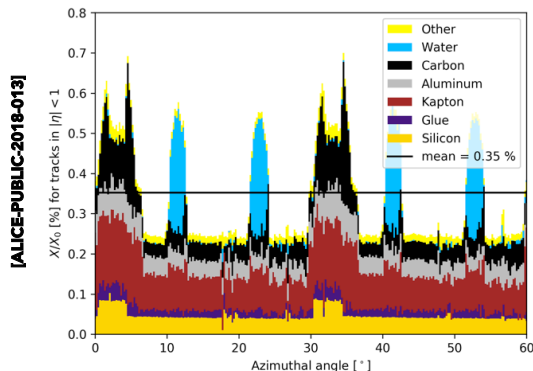 [ALICE-PUBLIC-2018-013]
X/X₀ [%] for tracks in |η| < 1
0.8
0.7
0.6
0.5
0.4
0.3
0.2
0.1
0.0
Other
Water
Carbon
Aluminum
Kapton
Glue
Silicon
mean = 0.35 %
0 10 20 30 40 50 60
Azimuthal angle [°]